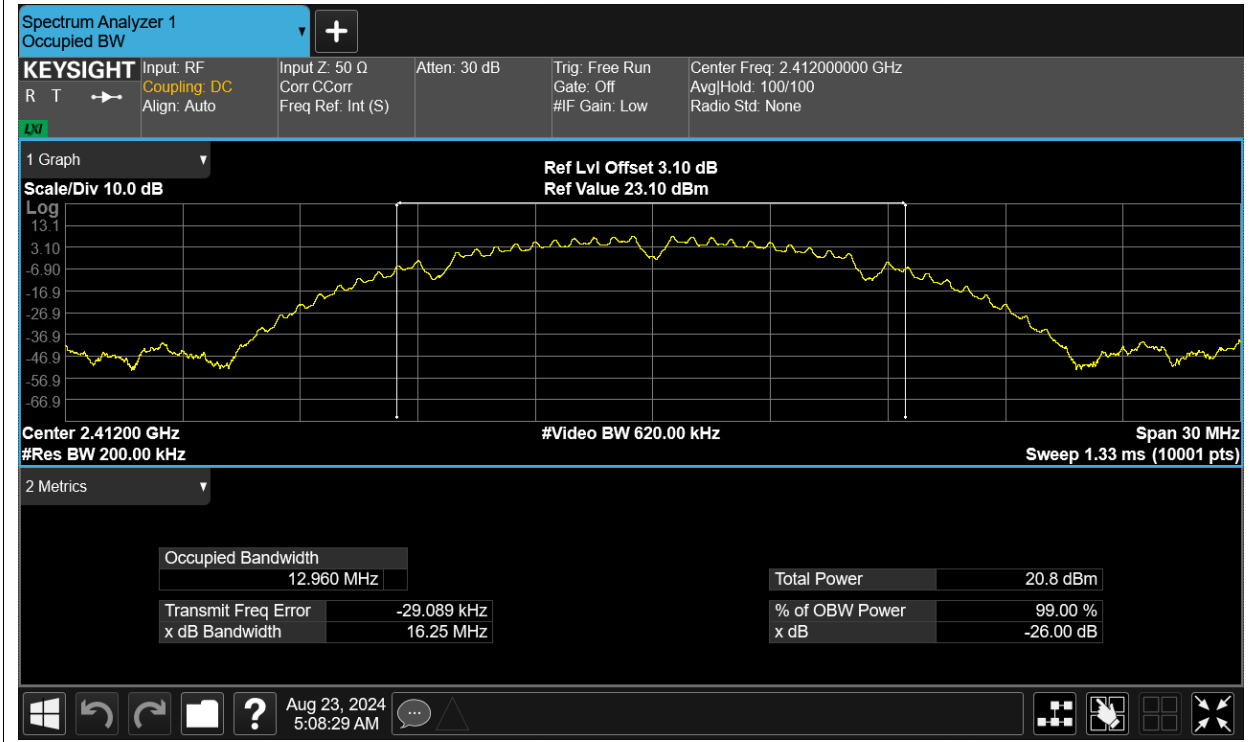 Spectrum Analyzer 1
Occupied BW
KEYSIGHT
R T
LXI
Input: RF
Coupling: DC
Align: Auto
Input Z: 50 Ω
Corr CCorr
Freq Ref: Int (S)
Atten: 30 dB
Trig: Free Run
Gate: Off
#IF Gain: Low
Center Freq: 2.412000000 GHz
Avg|Hold: 100/100
Radio Std: None
1 Graph
Scale/Div 10.0 dB
Ref Lvl Offset 3.10 dB
Ref Value 23.10 dBm
Log
13.1
3.10
-6.90
-16.9
-26.9
-36.9
-46.9
-56.9
-66.9
Center 2.41200 GHz
#Res BW 200.00 kHz
#Video BW 620.00 kHz
Span 30 MHz
Sweep 1.33 ms (10001 pts)
2 Metrics
Occupied Bandwidth
12.960 MHz
Transmit Freq Error -29.089 kHz
x dB Bandwidth 16.25 MHz
Total Power 20.8 dBm
% of OBW Power 99.00 %
x dB -26.00 dB
?
Aug 23, 2024
5:08:29 AM